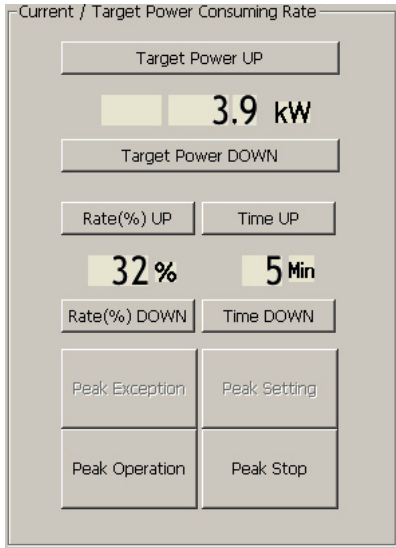 Current / Target Power Consuming Rate
Target Power UP
3.9 kW
Target Power DOWN
Rate(%) UP Time UP
32 % 5 Min
Rate(%) DOWN Time DOWN
Peak Exception Peak Setting
Peak Operation Peak Stop